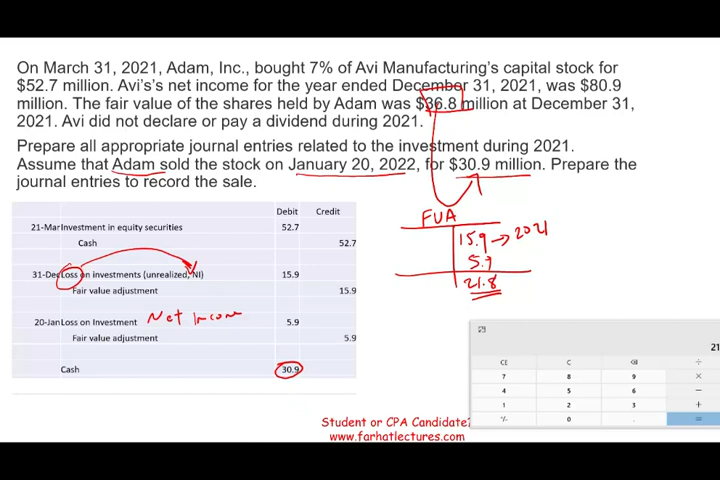 On March 31, 2021, Adam, Inc., bought 7% of Avi Manufacturing's capital stock for
$52.7 million. Avi's's net income for the year ended December 31, 2021, was $80.9
million. The fair value of the shares held by Adam was $36.8 million at December 31,
2021. Avi did not declare or pay a dividend during 2021.
Prepare all appropriate journal entries related to the investment during 2021.
Assume that Adam sold the stock on January 20, 2022, for $30.9 million. Prepare the
journal entries to record the sale.
Debit Credit
21-Mar Investment in equity securities 52.7
Cash 52.7
31-Dec Loss on investments (unrealized, NI) 15.9
Fair value adjustment 15.9
20-Jan Loss on Investment Net Income 5.9
Fair value adjustment 5.9
Cash 30.9
FUA
15.9 → 2021
5.9
21.8
21
CE C ⌫ ÷
7 8 9 ×
4 5 6 −
1 2 3 +
⁺/₋ 0 . =
Student or CPA Candidate?
www.farhatlectures.com